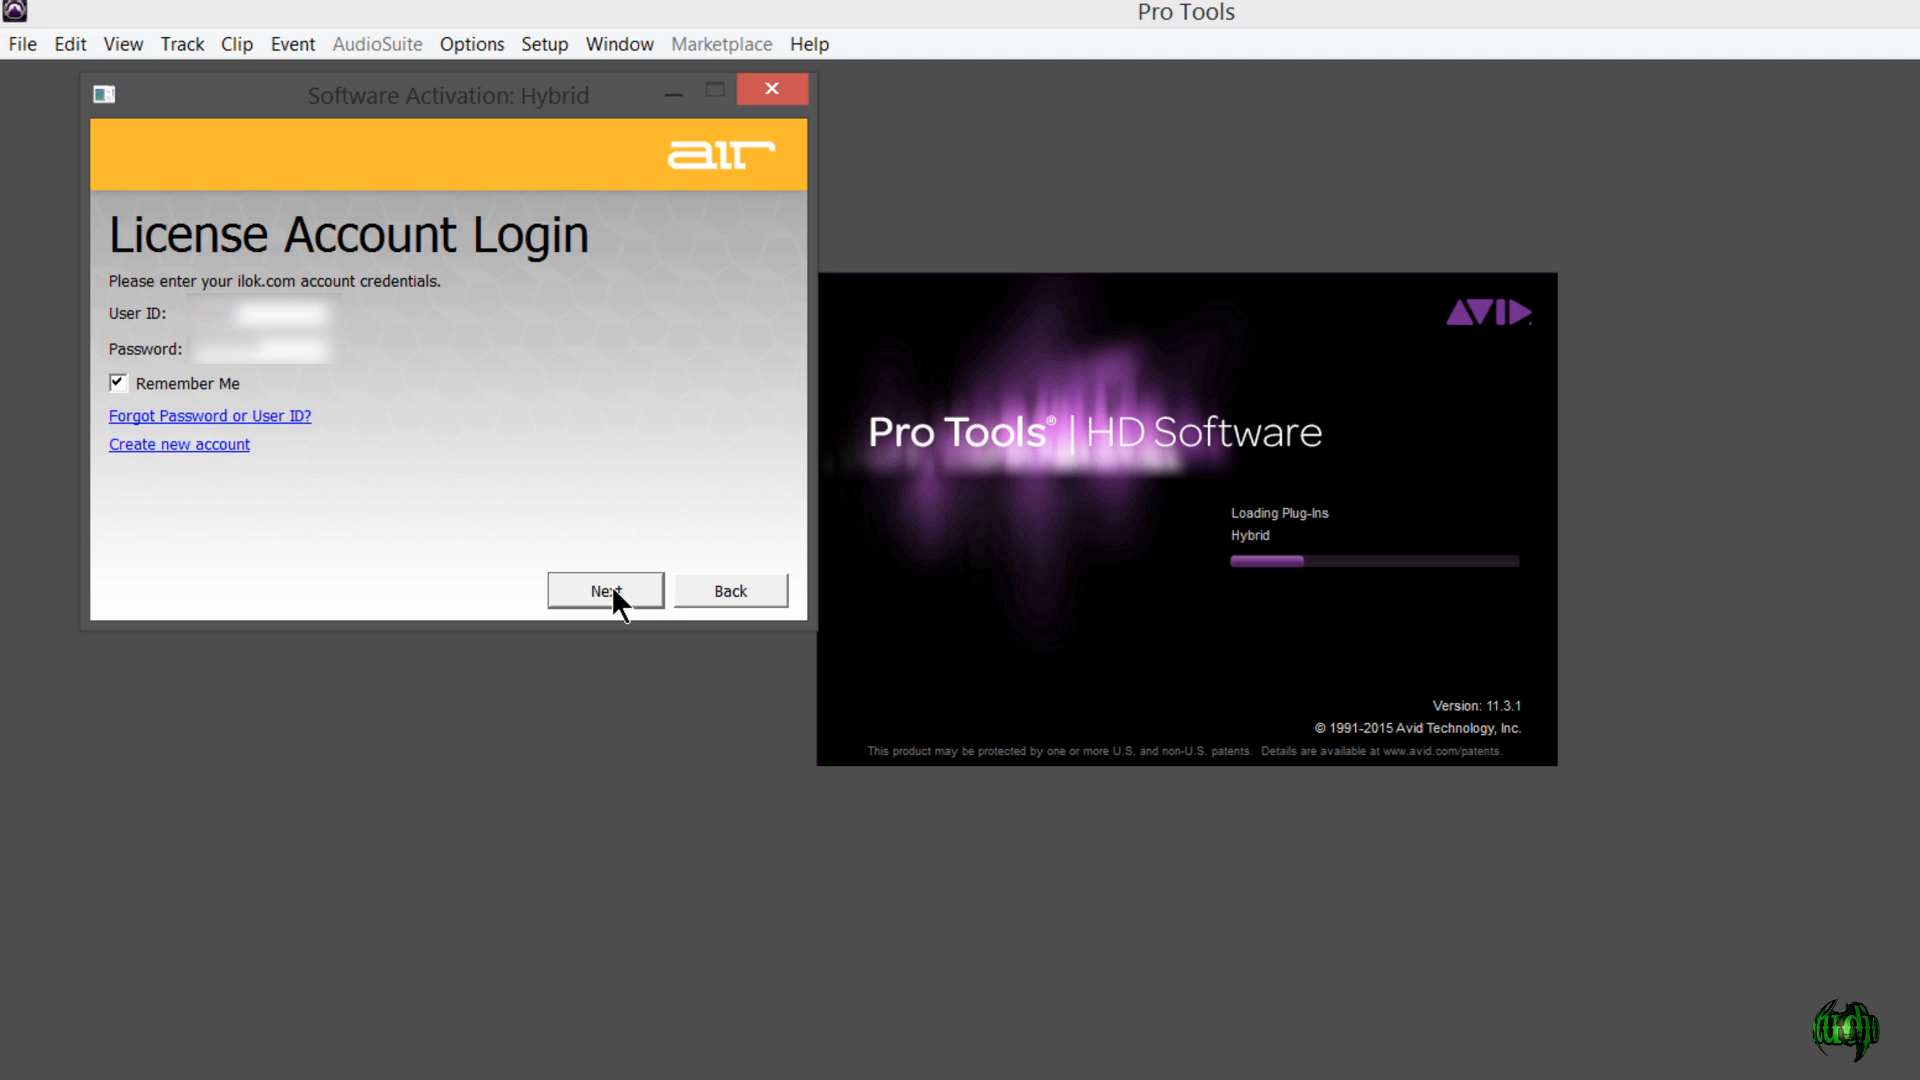 Pro Tools
File Edit View Track Clip Event AudioSuite Options Setup Window Marketplace Help
Software Activation: Hybrid
air
License Account Login
Please enter your ilok.com account credentials.
User ID:
Password:
Remember Me
Forgot Password or User ID?
Create new account
Next Back
AVID
Pro Tools® | HD Software
Loading Plug-Ins
Hybrid
Version: 11.3.1
© 1991-2015 Avid Technology, Inc.
This product may be protected by one or more U.S. and non-U.S. patents. Details are available at www.avid.com/patents.